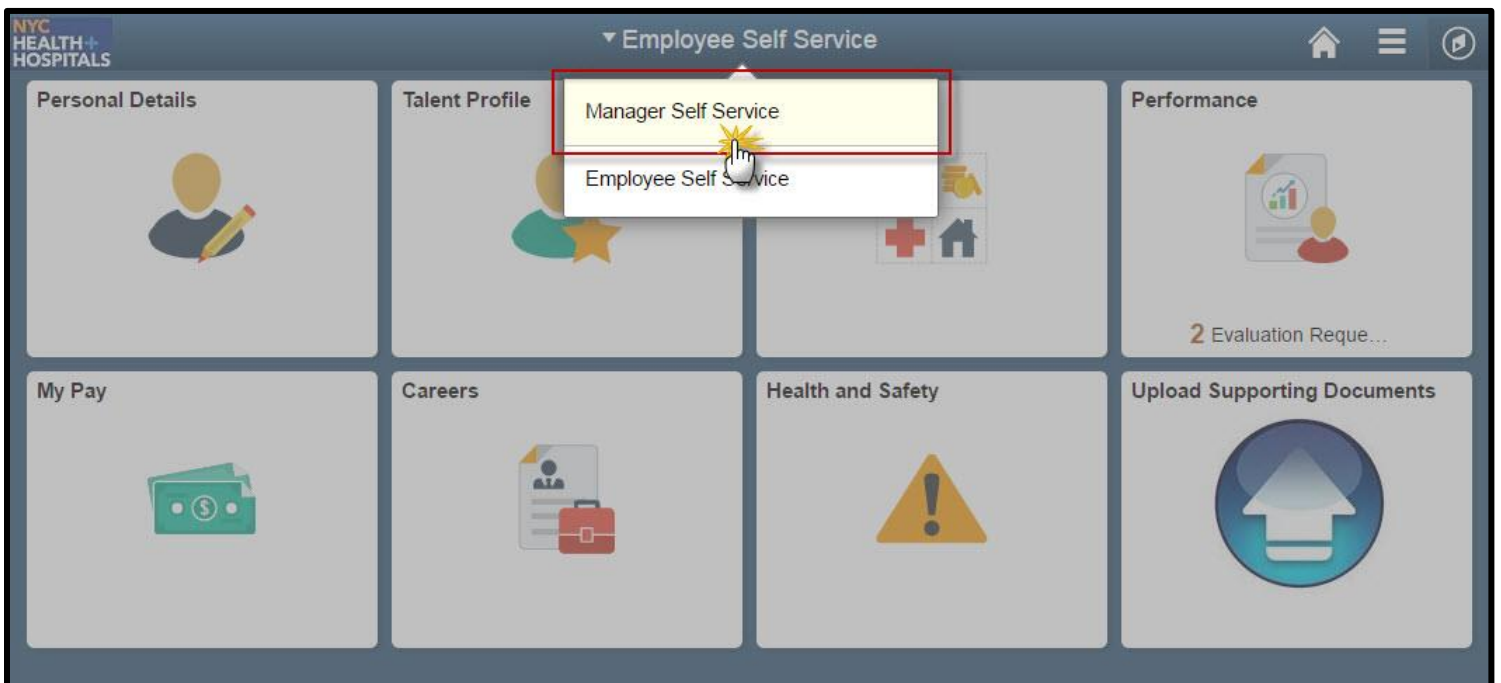 NYC
HEALTH+
HOSPITALS
Employee Self Service
Manager Self Service
Employee Self Service
Personal Details
Talent Profile
Performance
2 Evaluation Reque...
My Pay
Careers
Health and Safety
Upload Supporting Documents